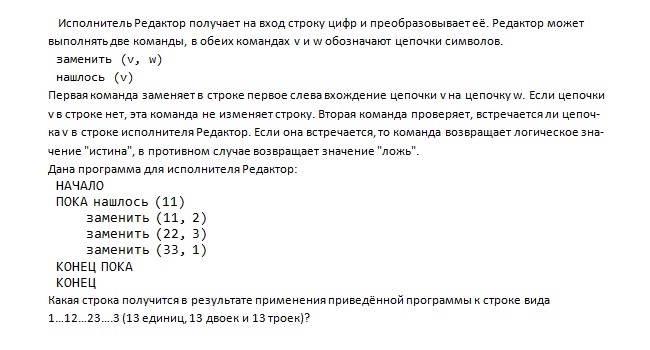 Исполнитель Редактор получает на вход строку цифр и преобразовывает её. Редактор может
выполнять две команды, в обеих командах v и w обозначают цепочки символов.
заменить (v, w)
нашлось (v)
Первая команда заменяет в строке первое слева вхождение цепочки v на цепочку w. Если цепочки
v в строке нет, эта команда не изменяет строку. Вторая команда проверяет, встречается ли цепоч-
ка v в строке исполнителя Редактор. Если она встречается, то команда возвращает логическое зна-
чение "истина", в противном случае возвращает значение "ложь".
Дана программа для исполнителя Редактор:
НАЧАЛО
ПОКА нашлось (11)
заменить (11, 2)
заменить (22, 3)
заменить (33, 1)
КОНЕЦ ПОКА
КОНЕЦ
Какая строка получится в результате применения приведённой программы к строке вида
1...12...23....3 (13 единиц, 13 двоек и 13 троек)?